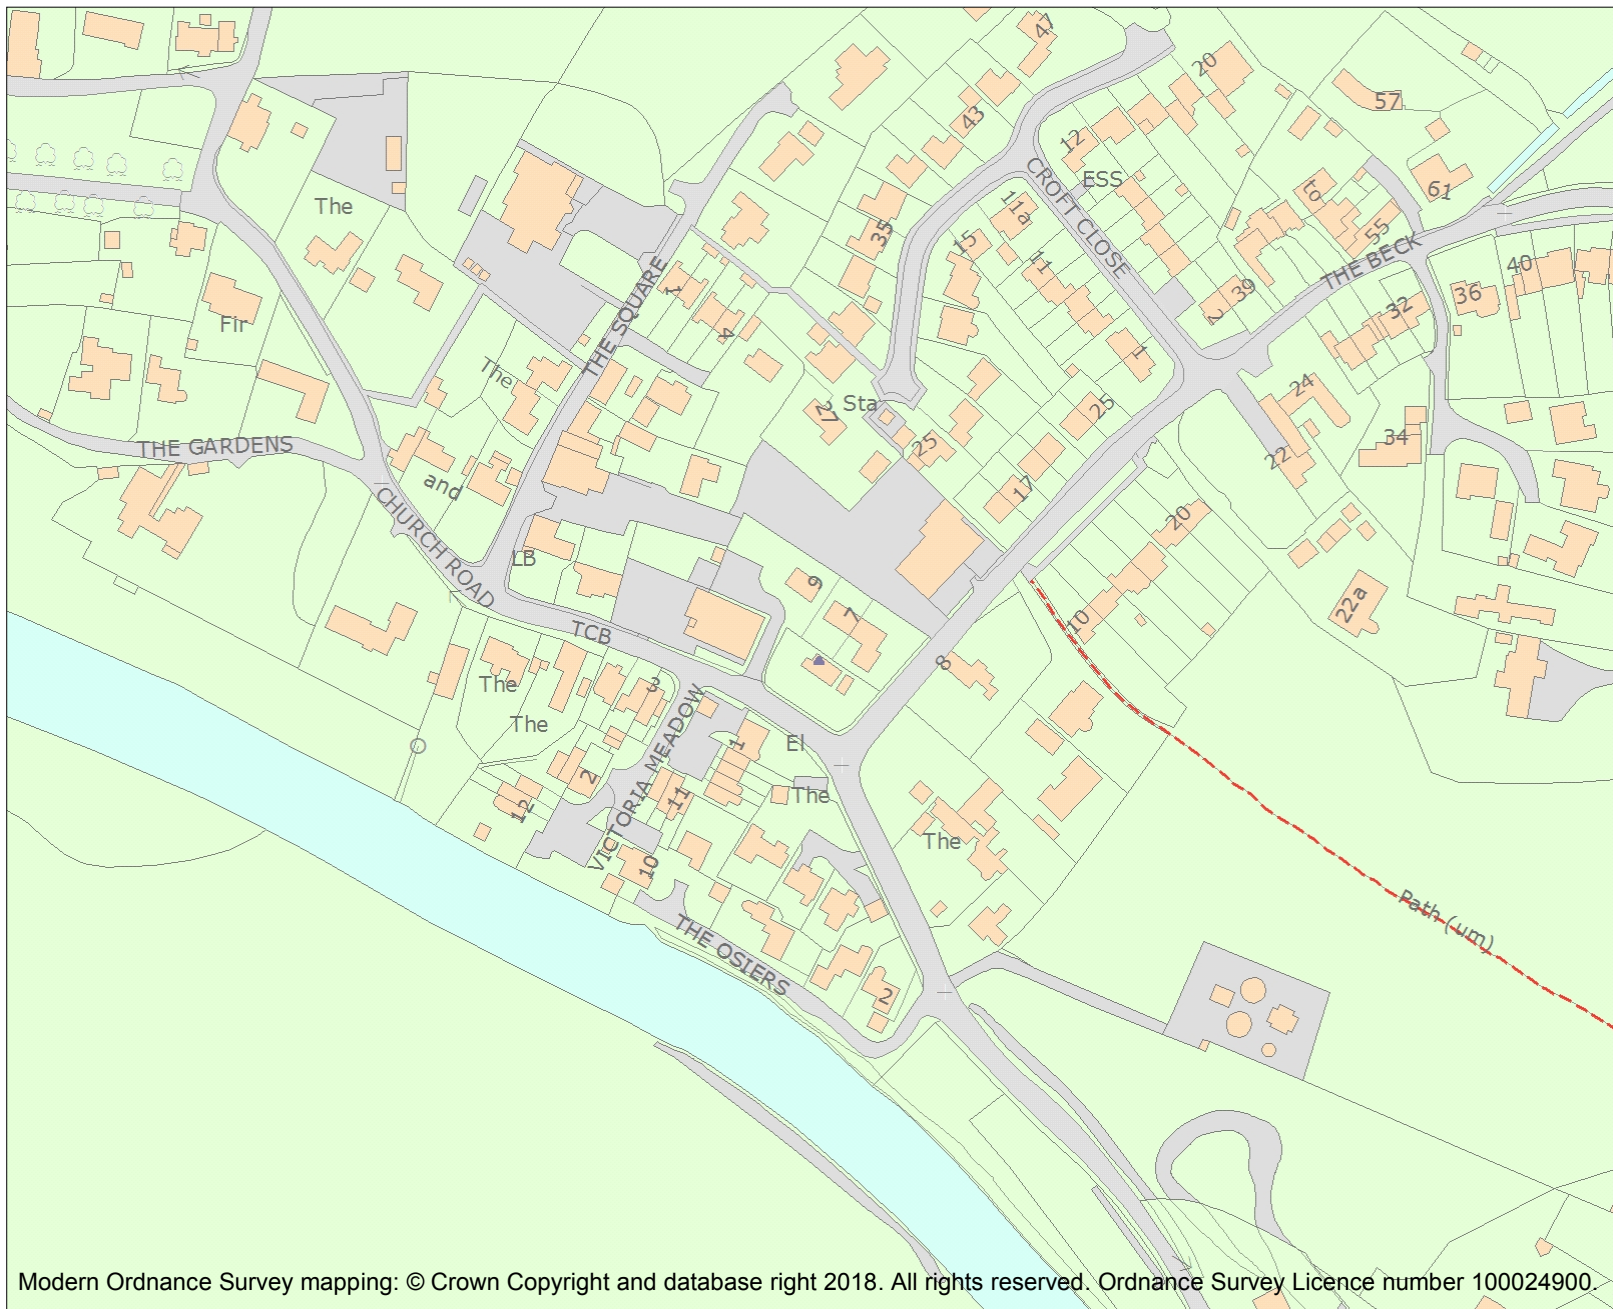 47
20
57
43
12
ESS
61
The
CROFT CLOSE
11a
to
35
15
55
11
THE BECK
THE SQUARE
1
40
39
36
2
32
Fir
4
1
The
24
Sta
27
25
25
34
THE GARDENS
22
and
17
CHURCH ROAD
20
LB
9
22a
7
10
TCB
8
The
3
The
VICTORIA MEADOW
1
El
2
The
11
12
The
10
Path (um)
THE OSIERS
2
Modern Ordnance Survey mapping: © Crown Copyright and database right 2018. All rights reserved. Ordnance Survey Licence number 100024900.